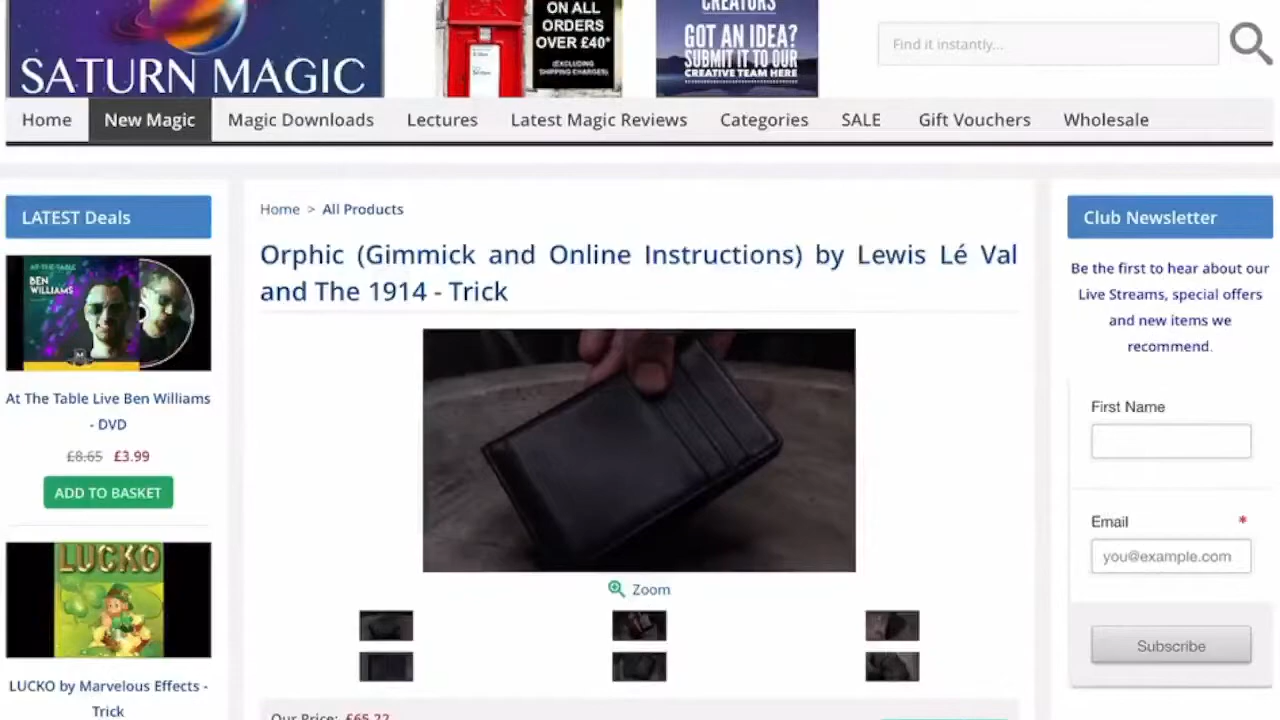 SATURN MAGIC
ON ALL
ORDERS
OVER £40*
(EXCLUDING
SHIPPING CHARGES)
CREATORS
GOT AN IDEA?
SUBMIT IT TO OUR
CREATIVE TEAM HERE
Find it instantly...
Home New Magic Magic Downloads Lectures Latest Magic Reviews Categories SALE Gift Vouchers Wholesale
LATEST Deals
AT THE TABLE
BEN
WILLIAMS
At The Table Live Ben Williams
- DVD
£8.65 £3.99
ADD TO BASKET
LUCKO
LUCKO by Marvelous Effects -
Trick
Home > All Products
Orphic (Gimmick and Online Instructions) by Lewis Lé Val
and The 1914 - Trick
Zoom
Our Price: £65.22
Club Newsletter
Be the first to hear about our
Live Streams, special offers
and new items we
recommend.
First Name
Email *
you@example.com
Subscribe